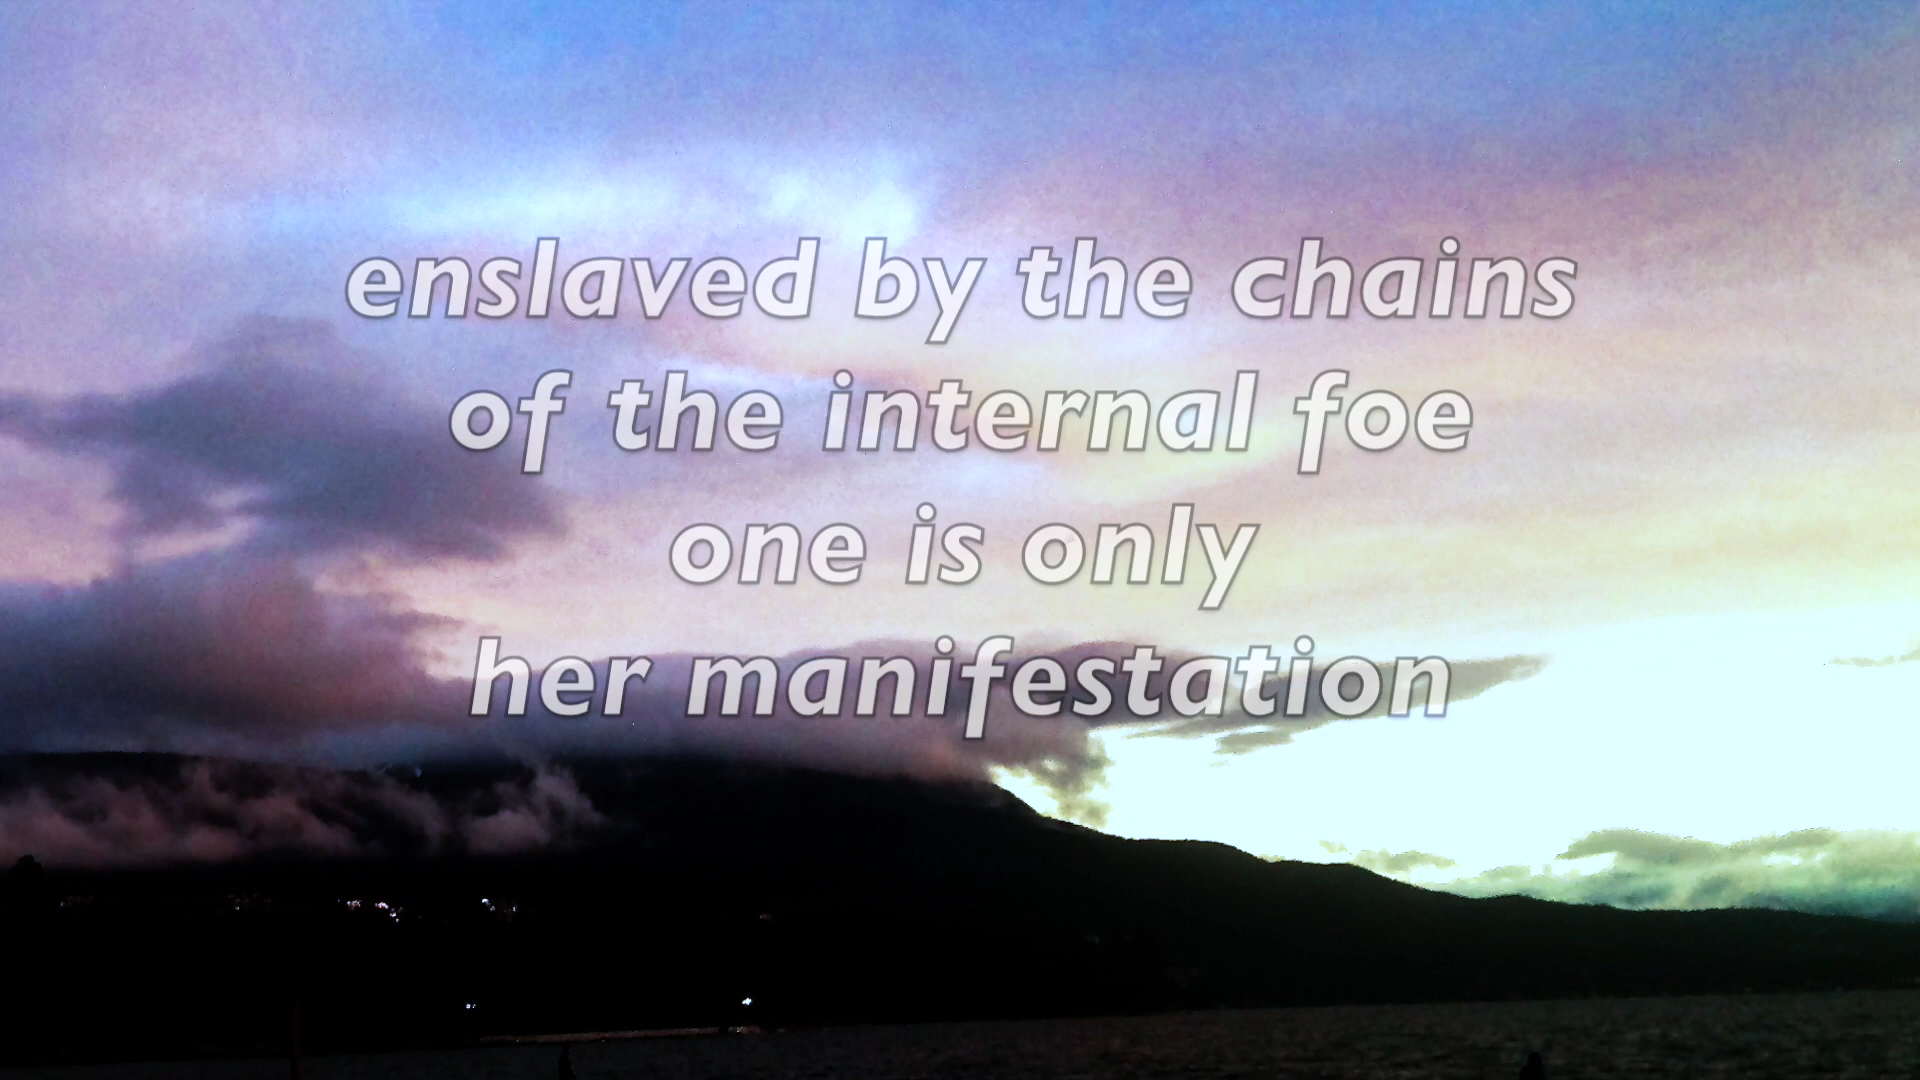 enslaved by the chains
of the internal foe
one is only
her manifestation